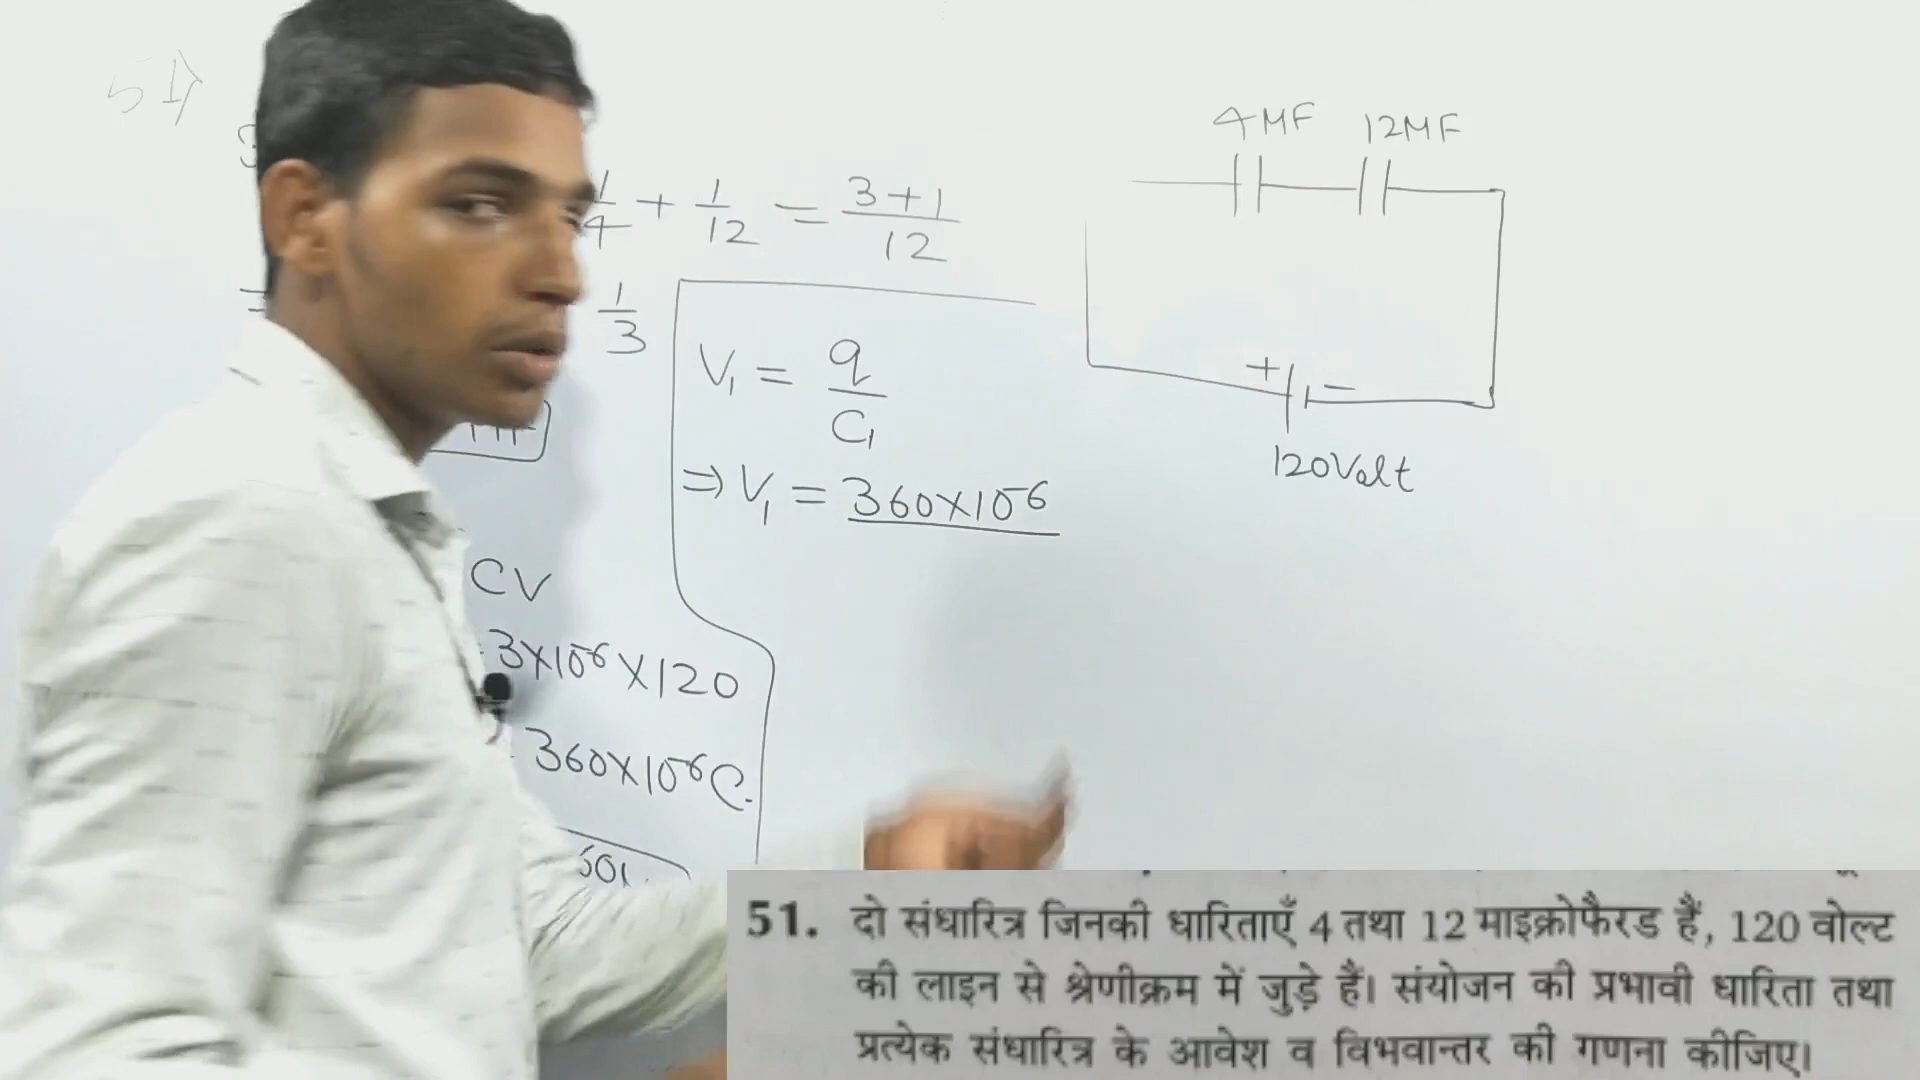 51)
4MF 12MF
1/4 + 1/12 = 3+1/12
1/3
V₁ = q/C₁
⇒ V₁ = 360×10⁻⁶
+ −
120Volt
CV
3×10⁻⁶×120
360×10⁻⁶C
51. दो संधारित्र जिनकी धारिताएँ 4 तथा 12 माइक्रोफैरड हैं, 120 वोल्ट
की लाइन से श्रेणीक्रम में जुड़े हैं। संयोजन की प्रभावी धारिता तथा
प्रत्येक संधारित्र के आवेश व विभवान्तर की गणना कीजिए।